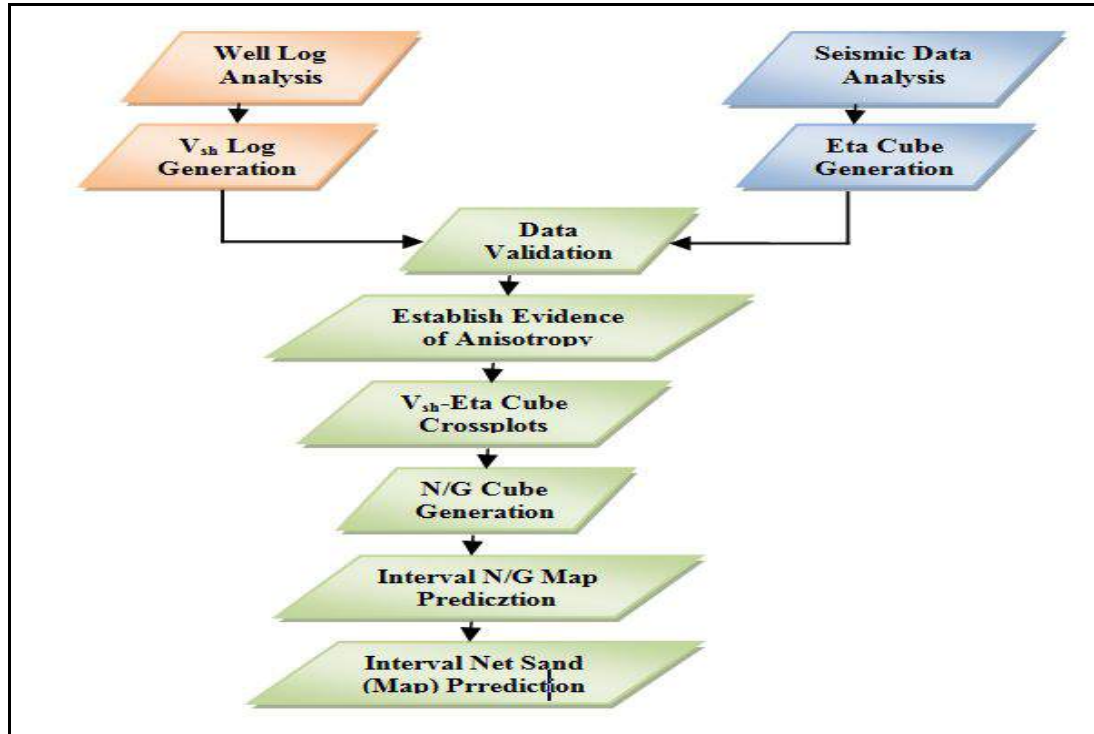 Well Log
Analysis
Seismic Data
Analysis
Vsh Log
Generation
Eta Cube
Generation
Data
Validation
Establish Evidence
of Anisotropy
Vsh-Eta Cube
Crossplots
N/G Cube
Generation
Interval N/G Map
Predicztion
Interval Net Sand
(Map) Prrediction